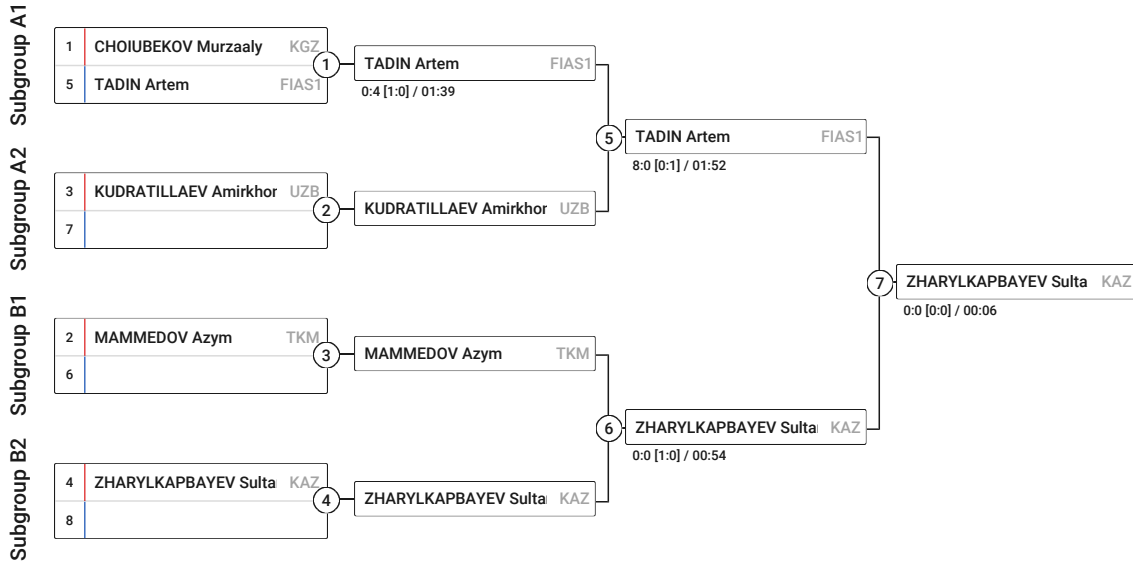 Subgroup A1
1 CHOIUBEKOV Murzaaly KGZ
5 TADIN Artem FIAS1
1
TADIN Artem FIAS1
0:4 [1:0] / 01:39
Subgroup A2
3 KUDRATILLAEV Amirkhor UZB
7
2
KUDRATILLAEV Amirkhor UZB
5
TADIN Artem FIAS1
8:0 [0:1] / 01:52
Subgroup B1
2 MAMMEDOV Azym TKM
6
3
MAMMEDOV Azym TKM
Subgroup B2
4 ZHARYLKAPBAYEV Sulta KAZ
8
4
ZHARYLKAPBAYEV Sulta KAZ
6
ZHARYLKAPBAYEV Sulta KAZ
0:0 [1:0] / 00:54
7
ZHARYLKAPBAYEV Sulta KAZ
0:0 [0:0] / 00:06